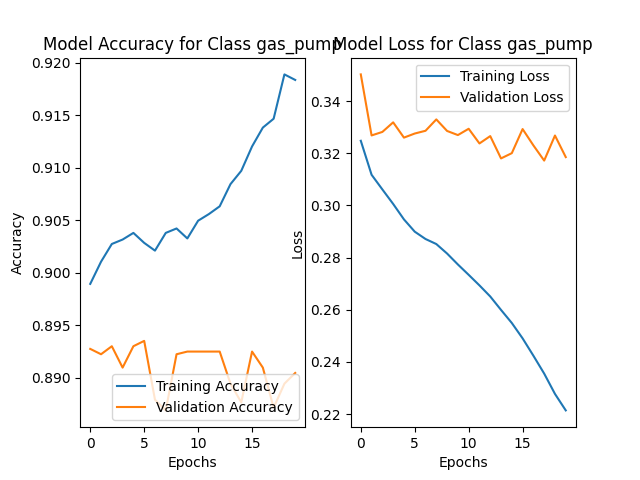 Model Accuracy for Class gas_pump
Model Loss for Class gas_pump
0.920
0.915
0.910
0.905
0.900
0.895
0.890
Accuracy
Training Accuracy
Validation Accuracy
0 5 10 15
Epochs
Training Loss
Validation Loss
0.34
0.32
0.30
0.28
0.26
0.24
0.22
Loss
0 5 10 15
Epochs